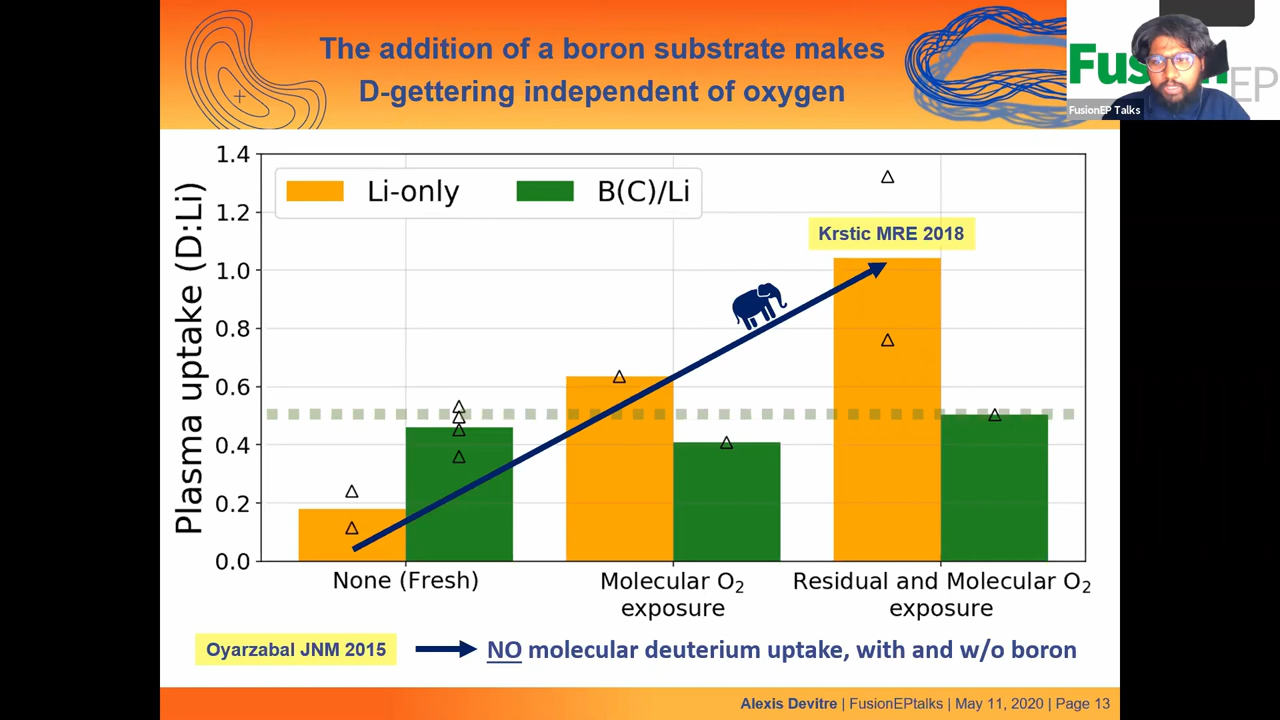 The addition of a boron substrate makes
D-gettering independent of oxygen
Fusion
EP
FusionEP Talks
Plasma uptake (D:Li)
1.4
1.2
1.0
0.8
0.6
0.4
0.2
0.0
Li-only
B(C)/Li
Krstic MRE 2018
None (Fresh)
Molecular O₂
exposure
Residual and Molecular O₂
exposure
Oyarzabal JNM 2015
NO molecular deuterium uptake, with and w/o boron
Alexis Devitre | FusionEPtalks | May 11, 2020 | Page 13